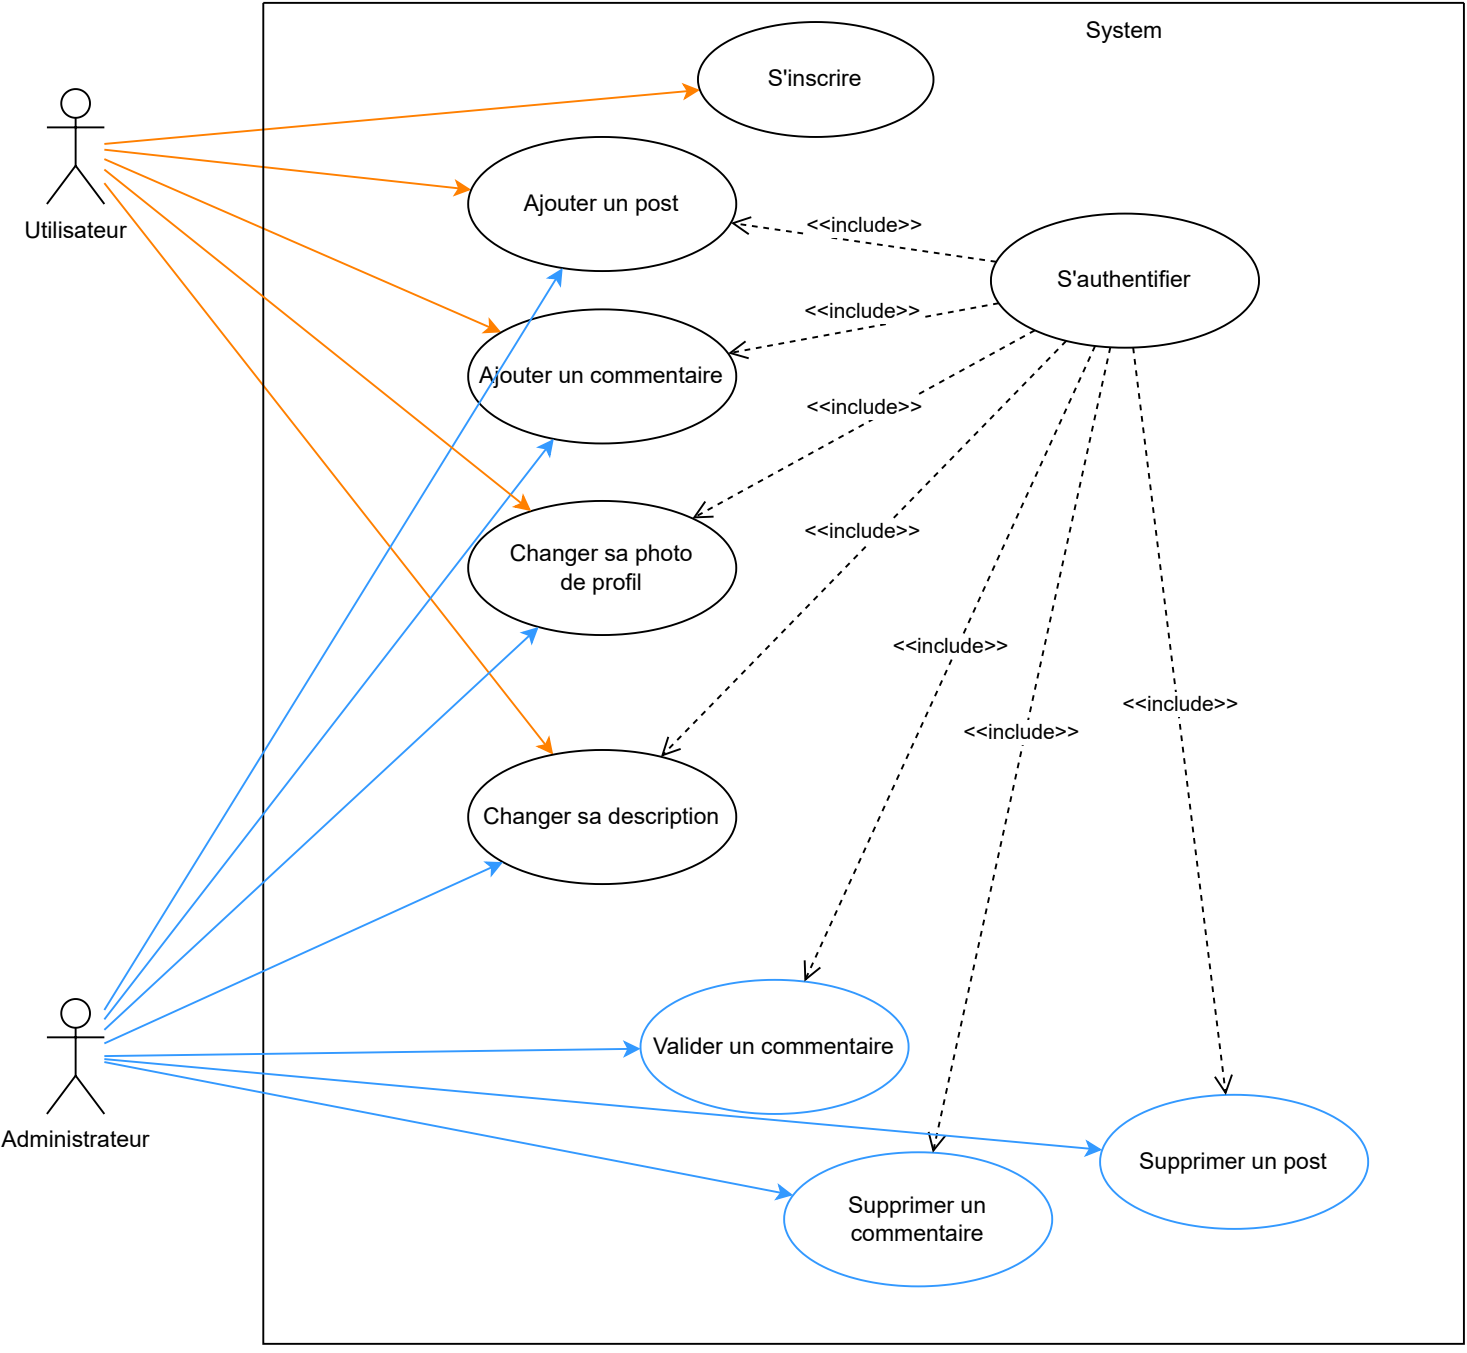 System
S'inscrire
Utilisateur
Ajouter un post
<<include>>
S'authentifier
<<include>>
Ajouter un commentaire
<<include>>
<<include>>
Changer sa photo
de profil
<<include>>
<<include>>
<<include>>
Changer sa description
Valider un commentaire
Administrateur
Supprimer un post
Supprimer un
commentaire